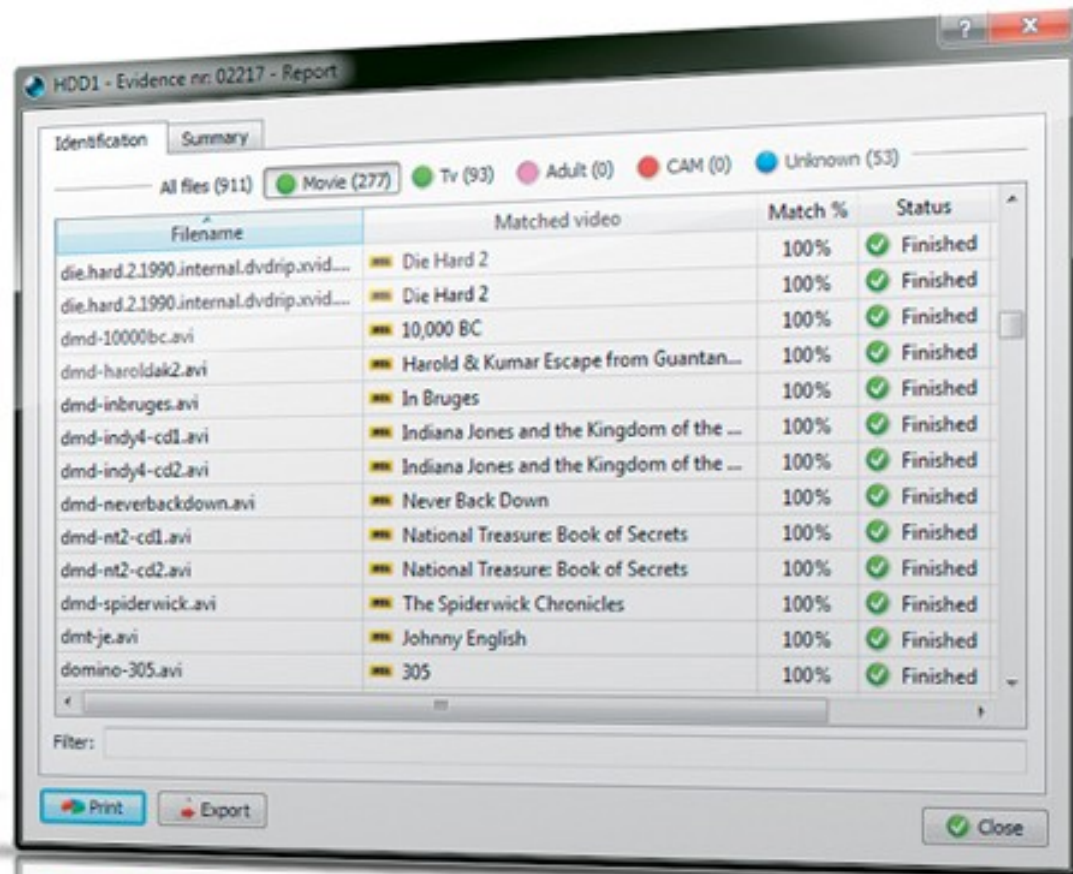 HDD1 - Evidence nr: 02217 - Report
Identification Summary
All files (911) Movie (277) Tv (93) Adult (0) CAM (0) Unknown (53)
Filename Matched video Match % Status
die.hard.2.1990.internal.dvdrip.xvid.... Die Hard 2 100% Finished
die.hard.2.1990.internal.dvdrip.xvid.... Die Hard 2 100% Finished
dmd-10000bc.avi 10,000 BC 100% Finished
dmd-haroldak2.avi Harold & Kumar Escape from Guantan... 100% Finished
dmd-inbruges.avi In Bruges 100% Finished
dmd-indy4-cd1.avi Indiana Jones and the Kingdom of the ... 100% Finished
dmd-indy4-cd2.avi Indiana Jones and the Kingdom of the ... 100% Finished
dmd-neverbackdown.avi Never Back Down 100% Finished
dmd-nt2-cd1.avi National Treasure: Book of Secrets 100% Finished
dmd-nt2-cd2.avi National Treasure: Book of Secrets 100% Finished
dmd-spiderwick.avi The Spiderwick Chronicles 100% Finished
dmt-je.avi Johnny English 100% Finished
domino-305.avi 305 100% Finished
Filter:
Print Export Close